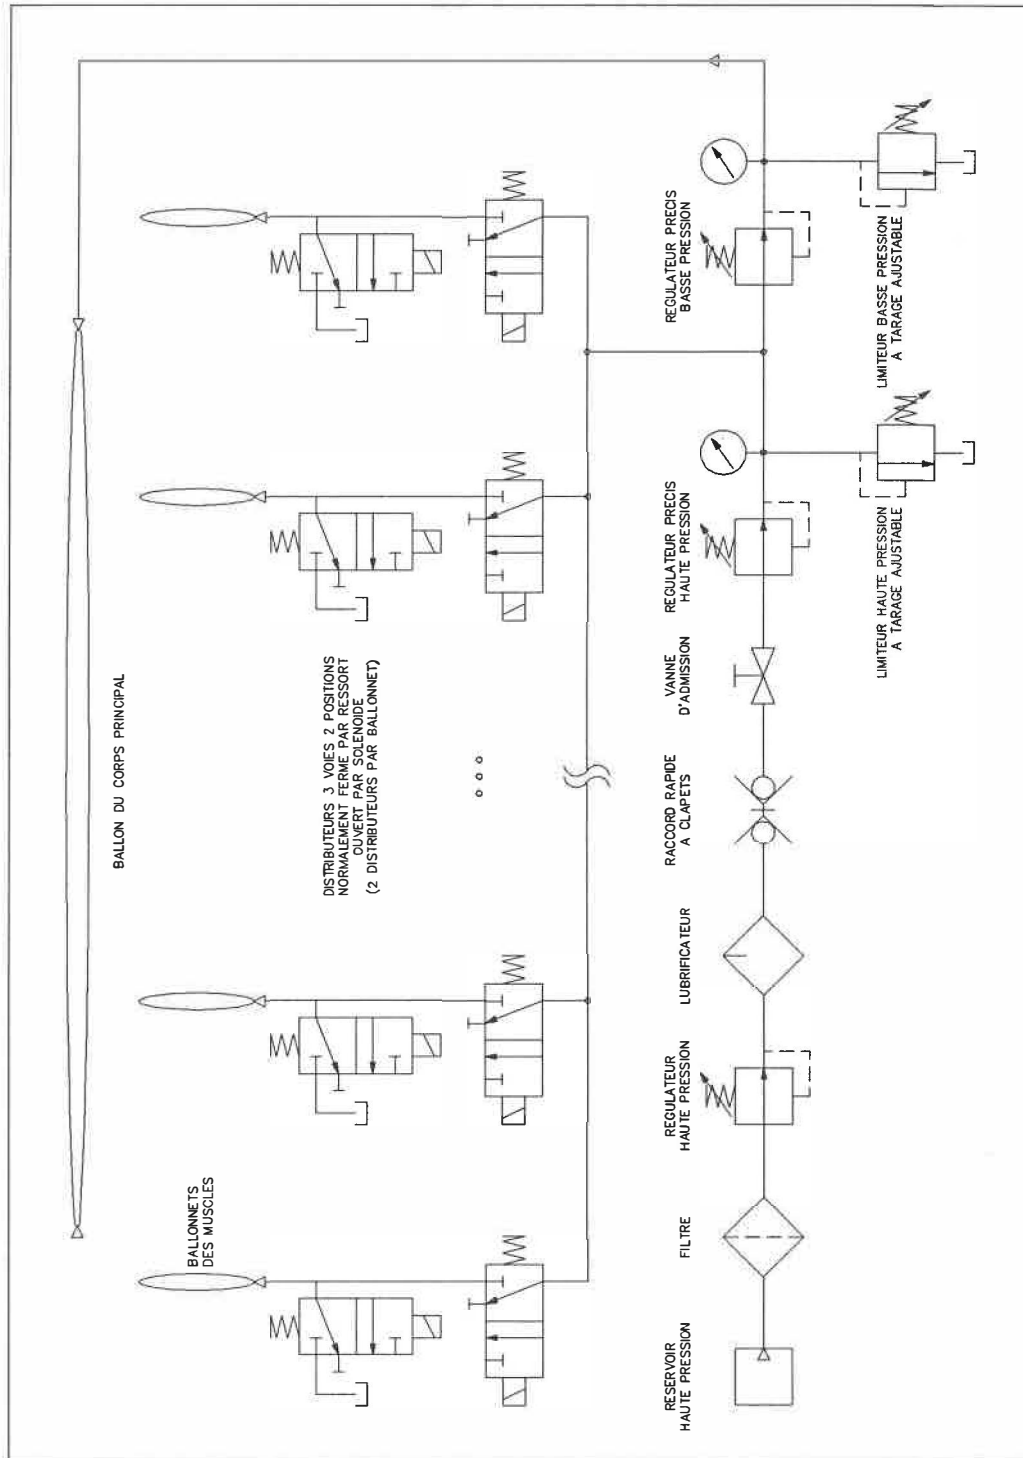 BALLON DU CORPS PRINCIPAL
BALLONNETS
DES MUSCLES
DISTRIBUTEURS 3 VOIES 2 POSITIONS
NORMALEMENT FERME PAR RESSORT
OUVERT PAR SOLENOIDE
(2 DISTRIBUTEURS PAR BALLONNET)
RESERVOIR
HAUTE PRESSION
FILTRE
REGULATEUR
HAUTE PRESSION
LUBRIFICATEUR
RACCORD RAPIDE
A CLAPETS
VANNE
D'ADMISSION
REGULATEUR PRECIS
HAUTE PRESSION
REGULATEUR PRECIS
BASSE PRESSION
LIMITEUR HAUTE PRESSION
A TARAGE AJUSTABLE
LIMITEUR BASSE PRESSION
A TARAGE AJUSTABLE